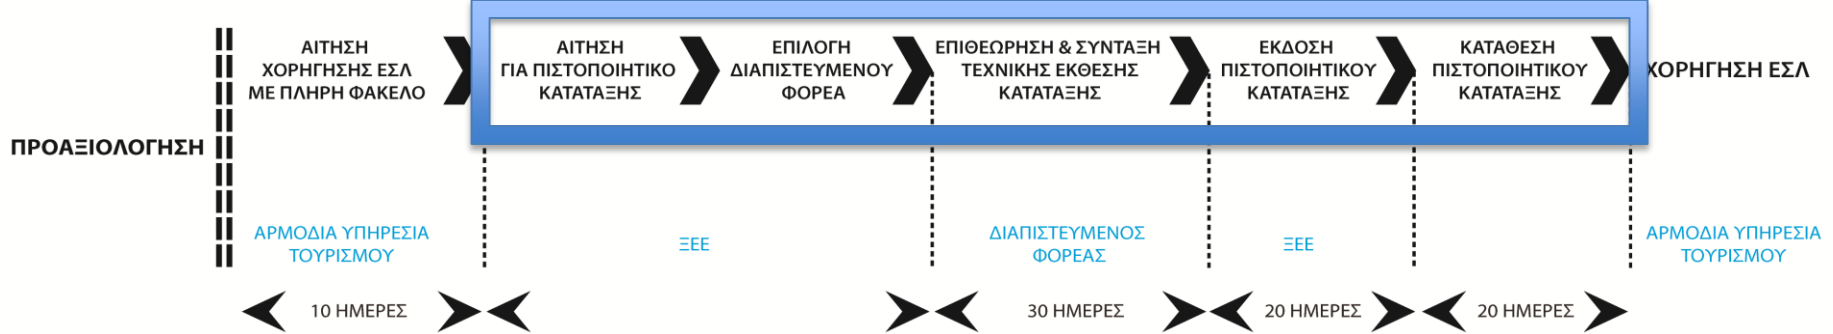 ΠΡΟΑΞΙΟΛΟΓΗΣΗ
ΑΙΤΗΣΗ
ΧΟΡΗΓΗΣΗΣ ΕΣΛ
ΜΕ ΠΛΗΡΗ ΦΑΚΕΛΟ
ΑΙΤΗΣΗ
ΓΙΑ ΠΙΣΤΟΠΟΙΗΤΙΚΟ
ΚΑΤΑΤΑΞΗΣ
ΕΠΙΛΟΓΗ
ΔΙΑΠΙΣΤΕΥΜΕΝΟΥ
ΦΟΡΕΑ
ΕΠΙΘΕΩΡΗΣΗ & ΣΥΝΤΑΞΗ
ΤΕΧΝΙΚΗΣ ΕΚΘΕΣΗΣ
ΚΑΤΑΤΑΞΗΣ
ΕΚΔΟΣΗ
ΠΙΣΤΟΠΟΙΗΤΙΚΟΥ
ΚΑΤΑΤΑΞΗΣ
ΚΑΤΑΘΕΣΗ
ΠΙΣΤΟΠΟΙΗΤΙΚΟΥ
ΚΑΤΑΤΑΞΗΣ
ΧΟΡΗΓΗΣΗ ΕΣΛ
ΑΡΜΟΔΙΑ ΥΠΗΡΕΣΙΑ
ΤΟΥΡΙΣΜΟΥ
ΞΕΕ
ΔΙΑΠΙΣΤΕΥΜΕΝΟΣ
ΦΟΡΕΑΣ
ΞΕΕ
ΑΡΜΟΔΙΑ ΥΠΗΡΕΣΙΑ
ΤΟΥΡΙΣΜΟΥ
10 ΗΜΕΡΕΣ
30 ΗΜΕΡΕΣ
20 ΗΜΕΡΕΣ
20 ΗΜΕΡΕΣ